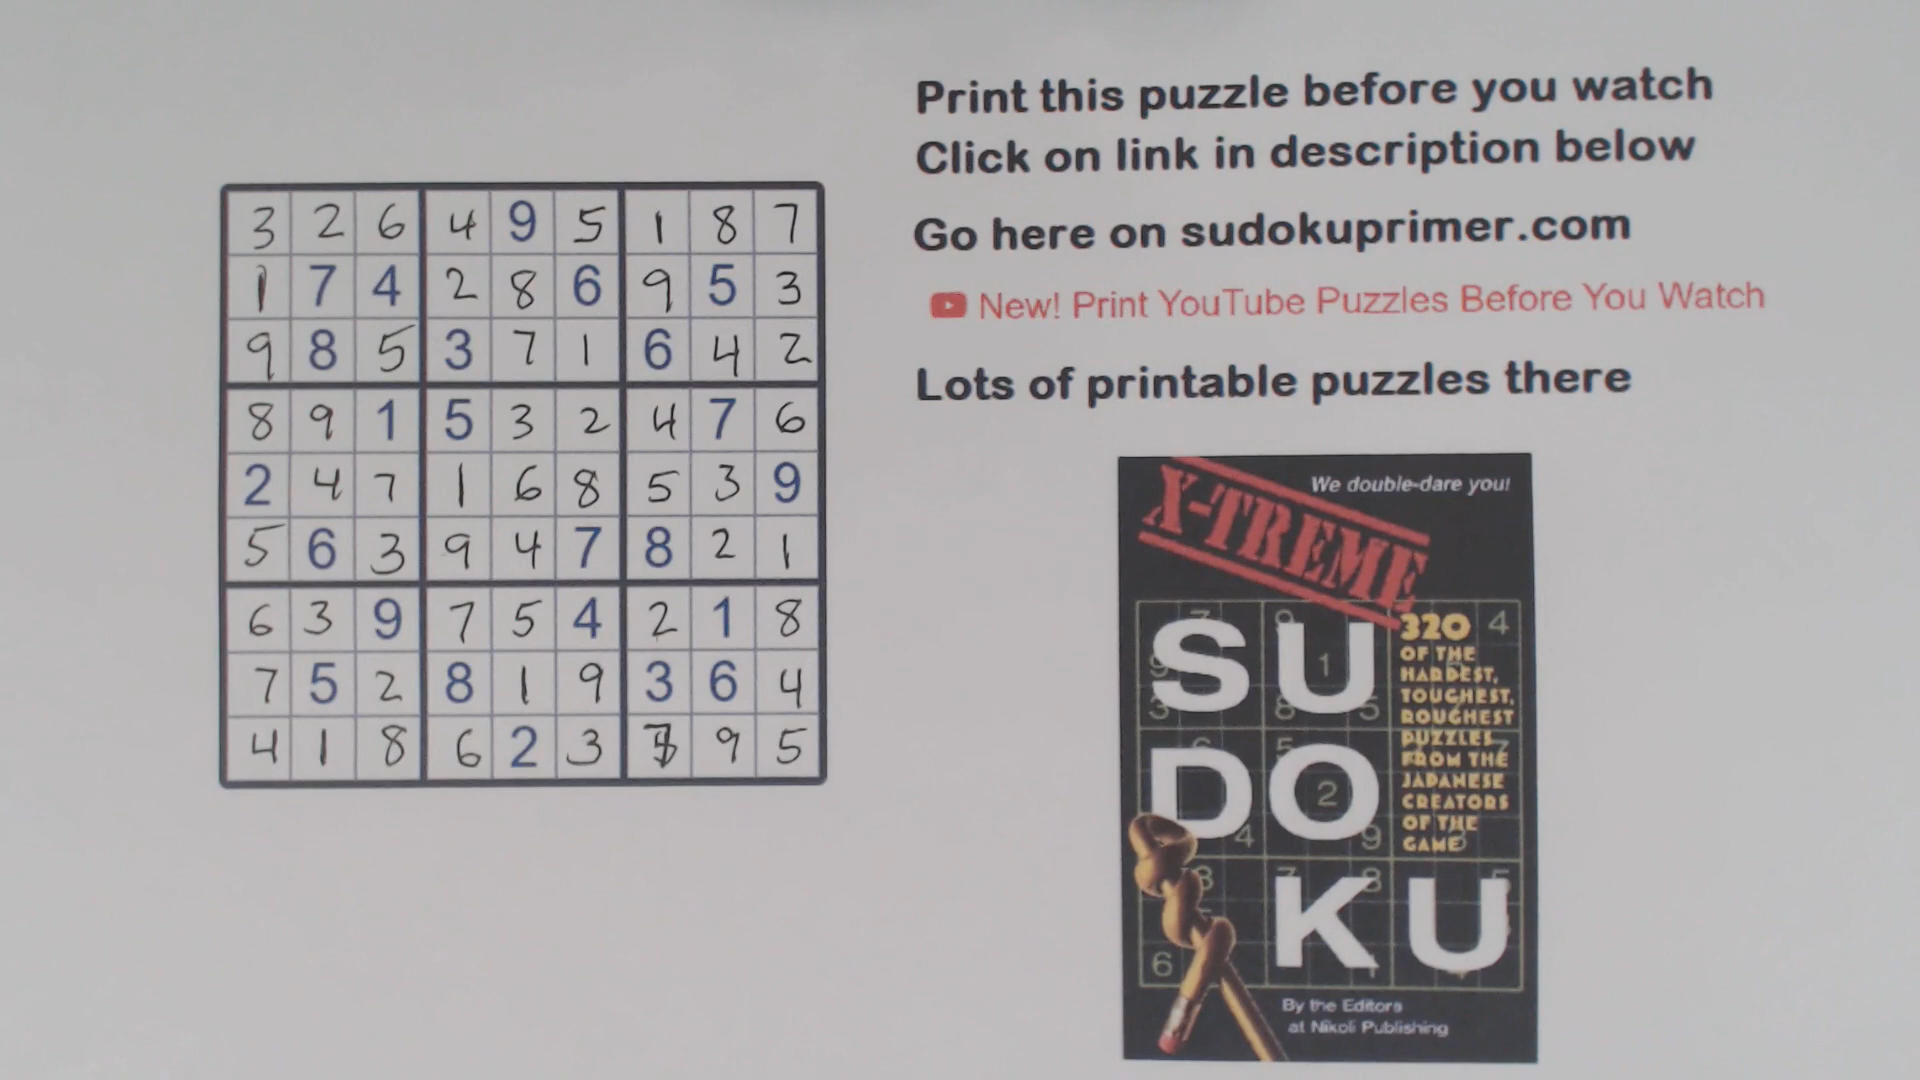 3 2 6 4 9 5 1 8 7
1 7 4 2 8 6 9 5 3
9 8 5 3 7 1 6 4 2
8 9 1 5 3 2 4 7 6
2 4 7 1 6 8 5 3 9
5 6 3 9 4 7 8 2 1
6 3 9 7 5 4 2 1 8
7 5 2 8 1 9 3 6 4
4 1 8 6 2 3 9 5
Print this puzzle before you watch
Click on link in description below
Go here on sudokuprimer.com
New! Print YouTube Puzzles Before You Watch
Lots of printable puzzles there
We double-dare you!
X-TREME
SU
DO
KU
320
OF THE
HARDEST,
TOUGHEST,
ROUGHEST
PUZZLES
FROM THE
JAPANESE
CREATORS
OF THE
GAME
By the Editors
at Nikoli Publishing